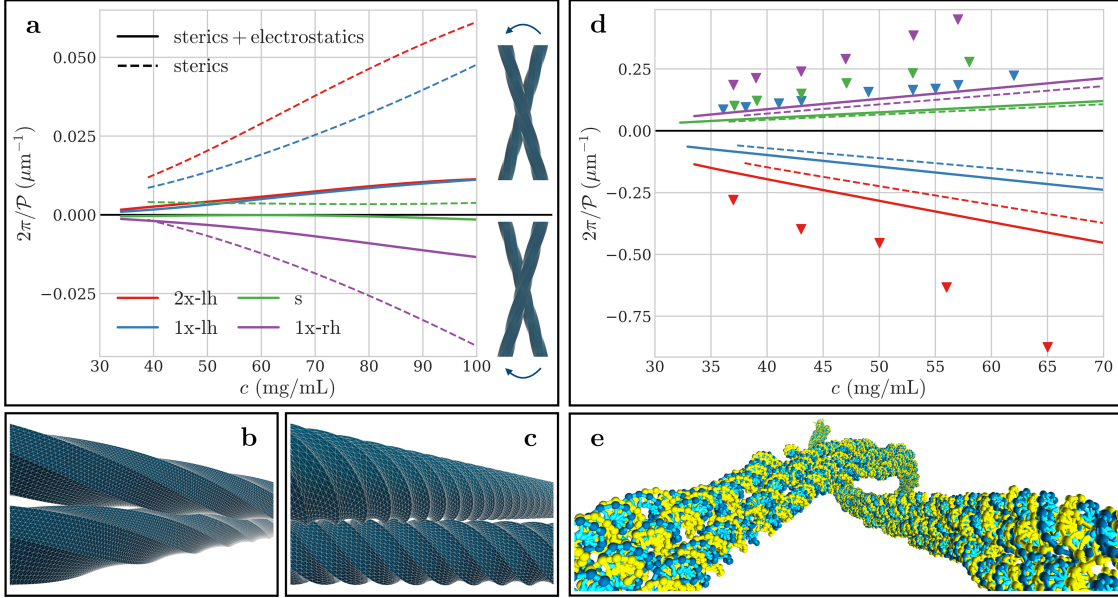 a
sterics + electrostatics
sterics
0.050
0.025
0.000
−0.025
2π/𝒫 (μm⁻¹)
2x-lh
s
1x-lh
1x-rh
30 40 50 60 70 80 90 100
c (mg/mL)
d
0.25
0.00
−0.25
−0.50
−0.75
2π/𝒫 (μm⁻¹)
30 32 40 45 50 55 60 65 70
c (mg/mL)
b
c
e